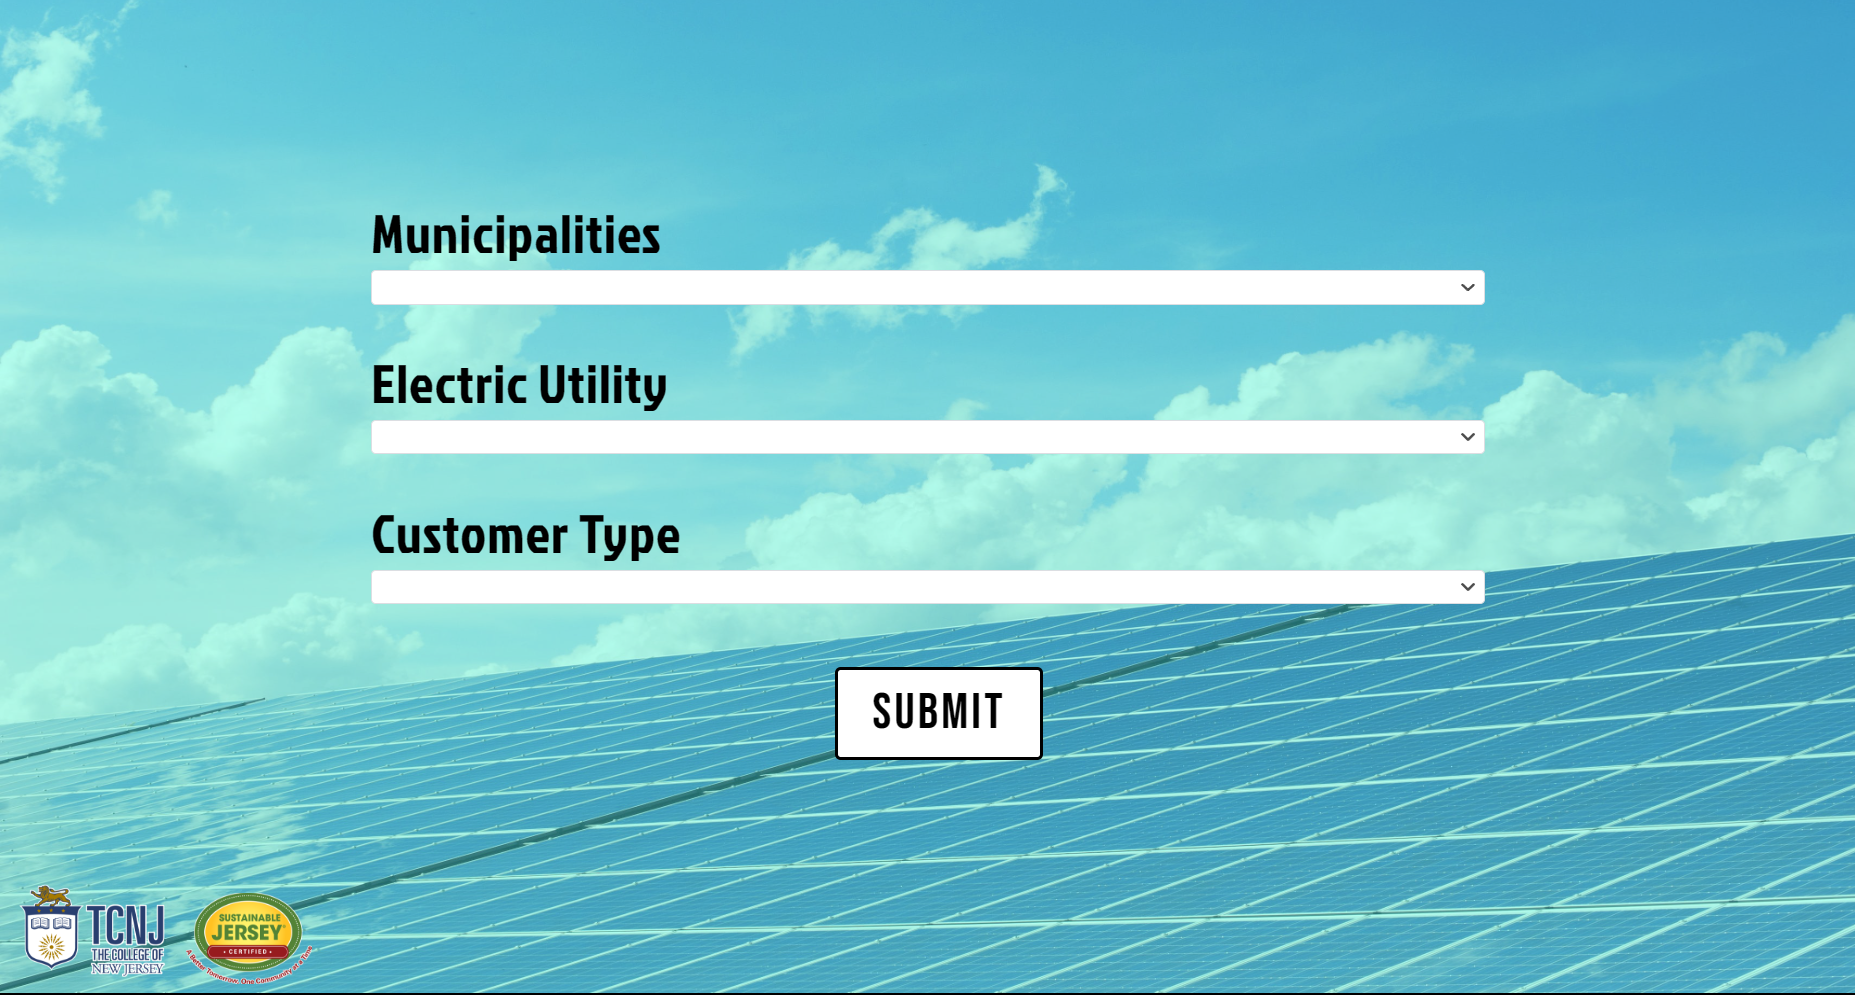 Municipalities
Electric Utility
Customer Type
SUBMIT
TCNJ
THE COLLEGE OF
NEW JERSEY
SUSTAINABLE
JERSEY
• CERTIFIED •
A Better Tomorrow, One Community at a Time